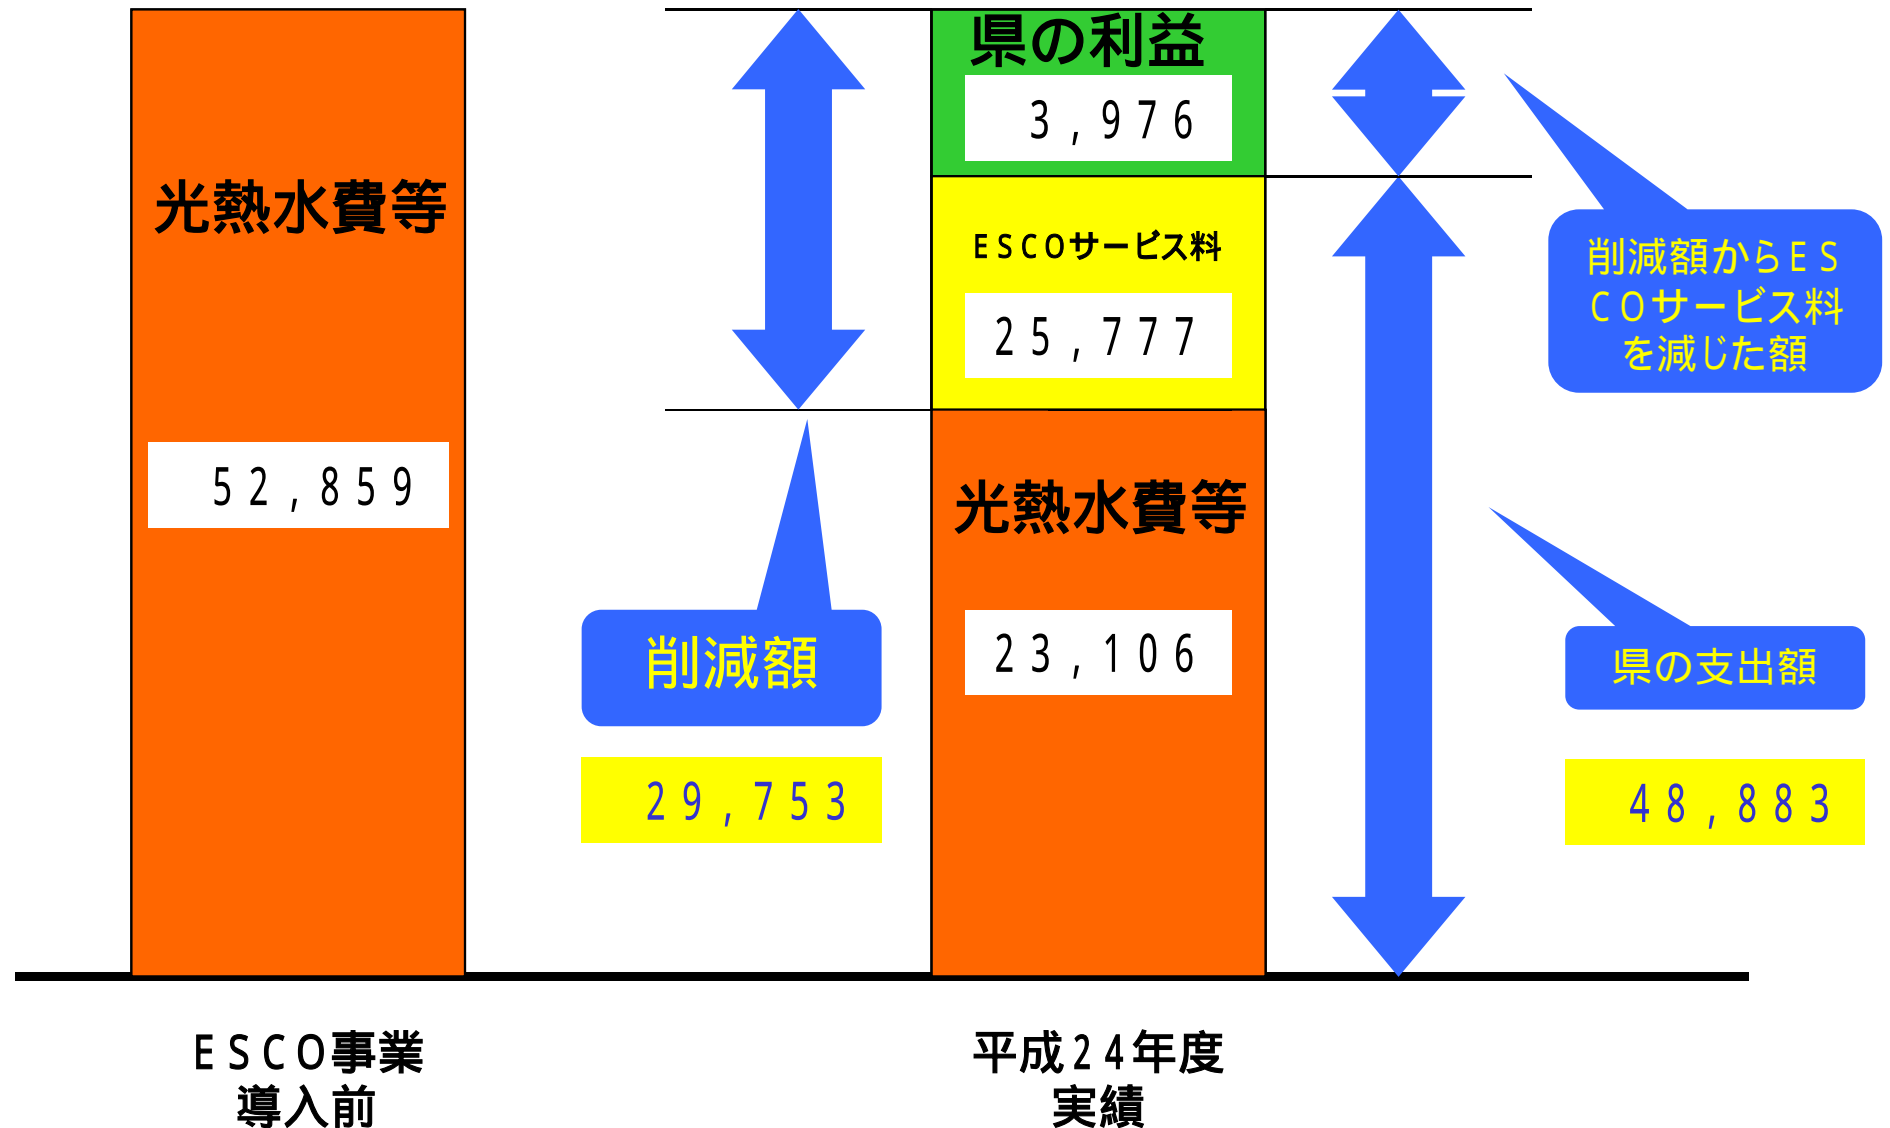 光熱水費等
５２，８５９
県の利益
３，９７６
ＥＳＣＯサービス料
２５，７７７
光熱水費等
２３，１０６
削減額
２９，７５３
削減額からＥＳ
ＣＯサービス料
を減じた額
県の支出額
４８，８８３
ＥＳＣＯ事業
導入前
平成２４年度
実績